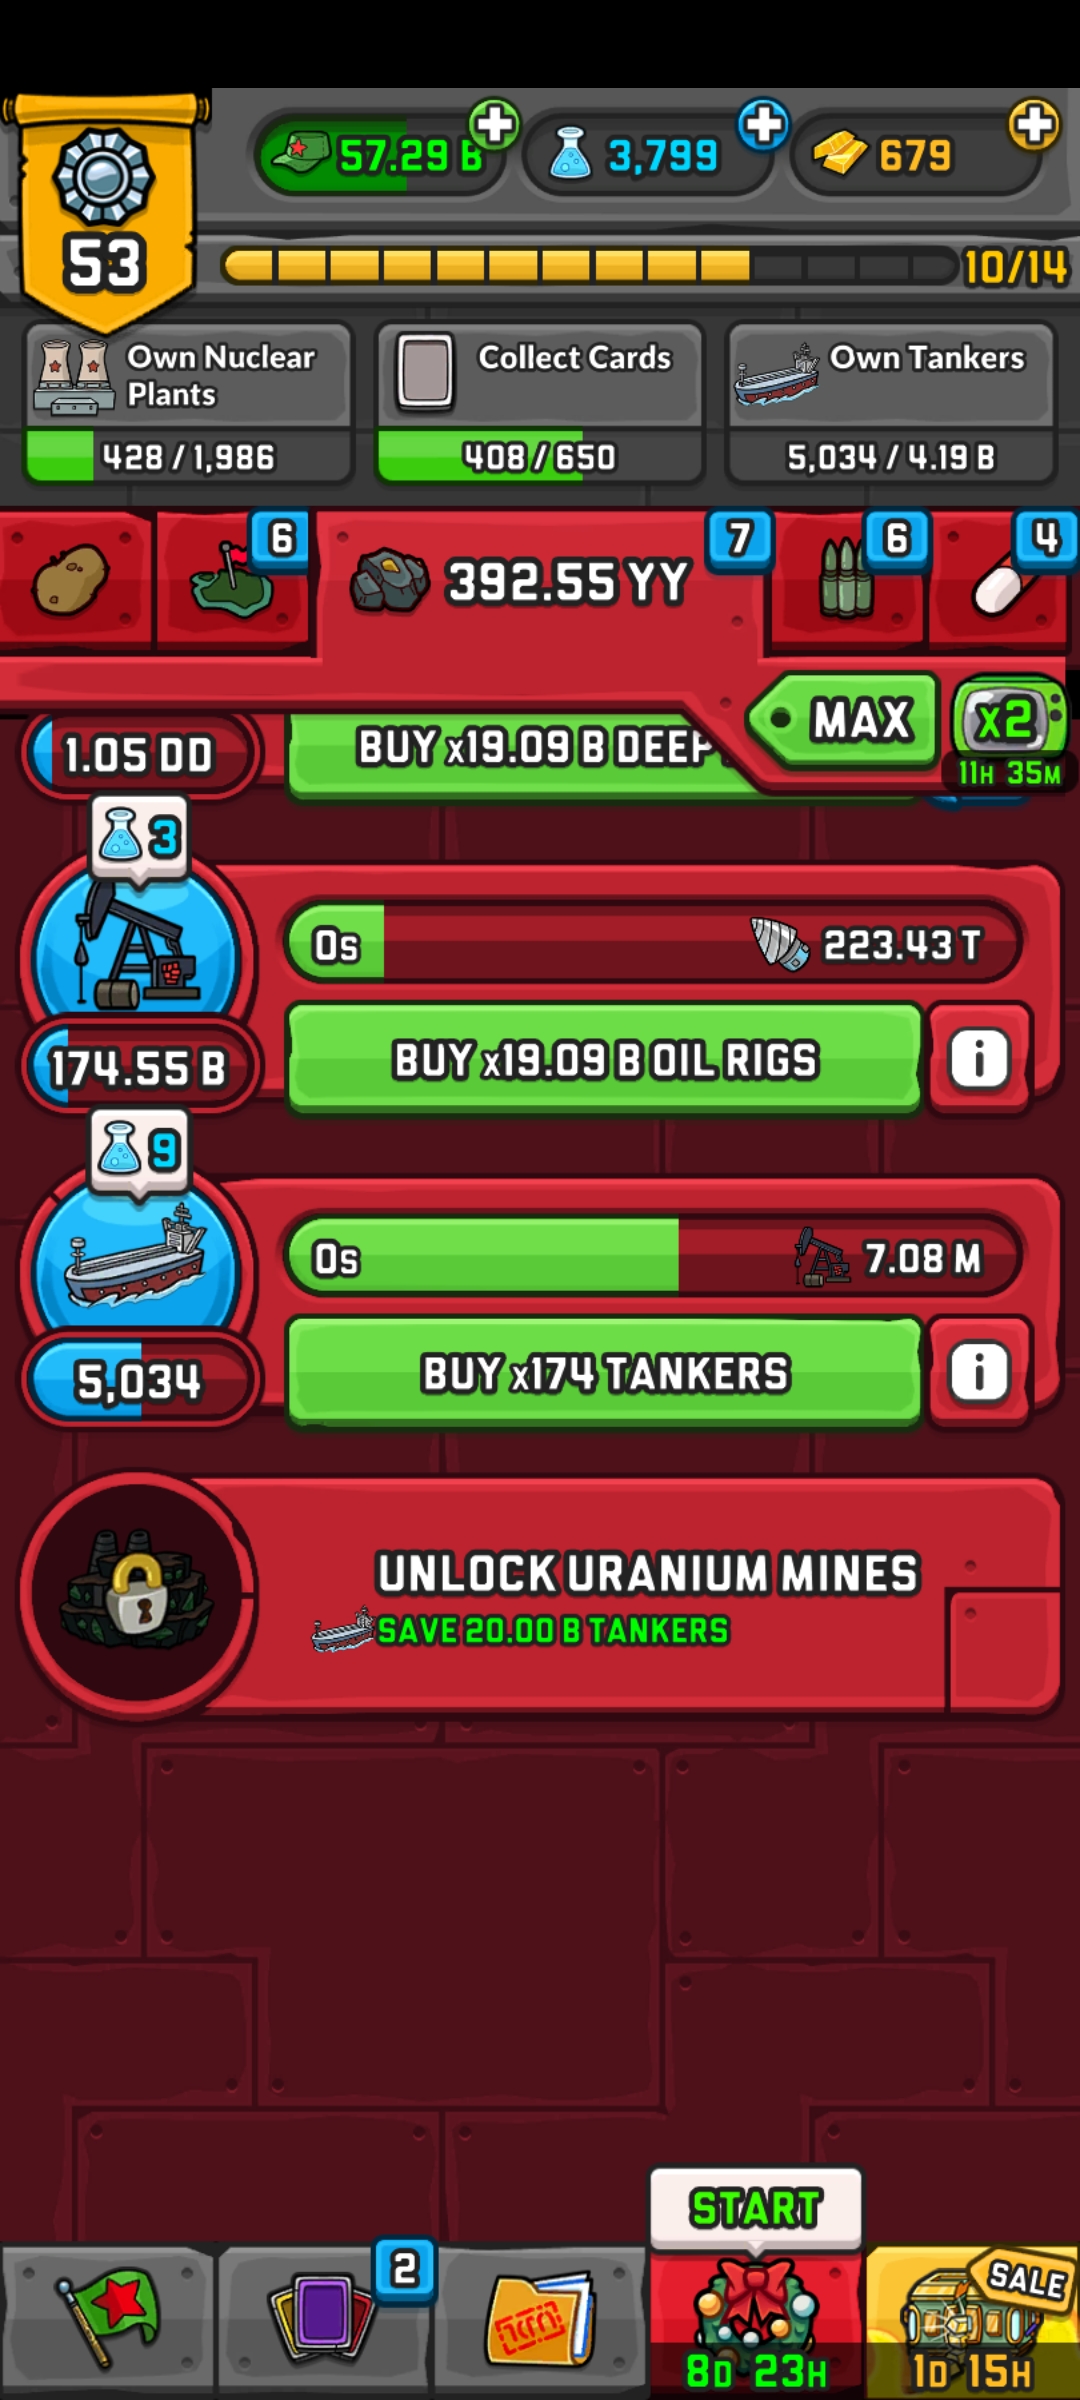 57.29 B
3,799
679
53
10/14
Own Nuclear
Plants
428/1,986
Collect Cards
408/650
Own Tankers
5,034/4.19 B
6
392.55 YY
7
6
4
MAX
x2
11H 35M
1.05 DD
BUY x19.09 B DEEP
3
0s
223.43 T
174.55 B
BUY x19.09 B OIL RIGS
i
9
0s
7.08 M
5,034
BUY x174 TANKERS
i
UNLOCK URANIUM MINES
SAVE 20.00 B TANKERS
START
2
SALE
8D 23H
1D 15H